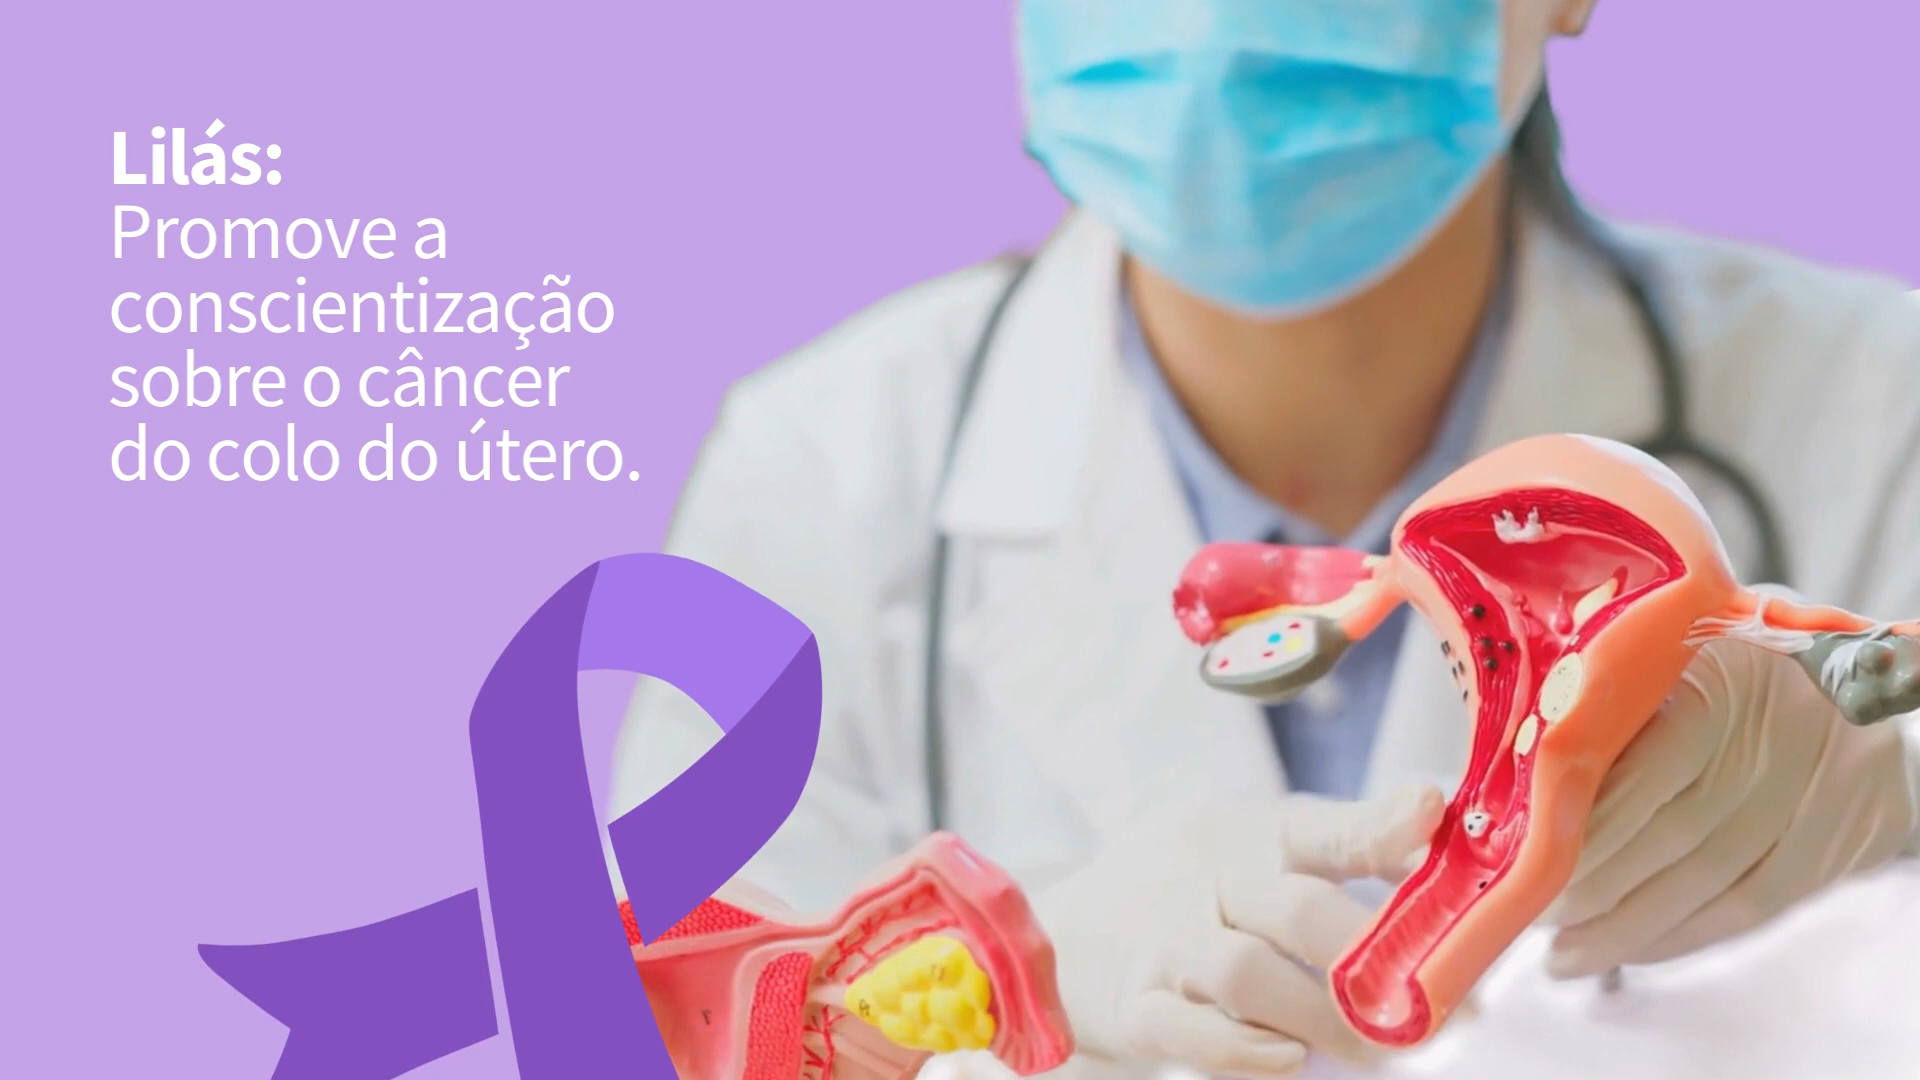 Lilás:
Promove a
conscientização
sobre o câncer
do colo do útero.